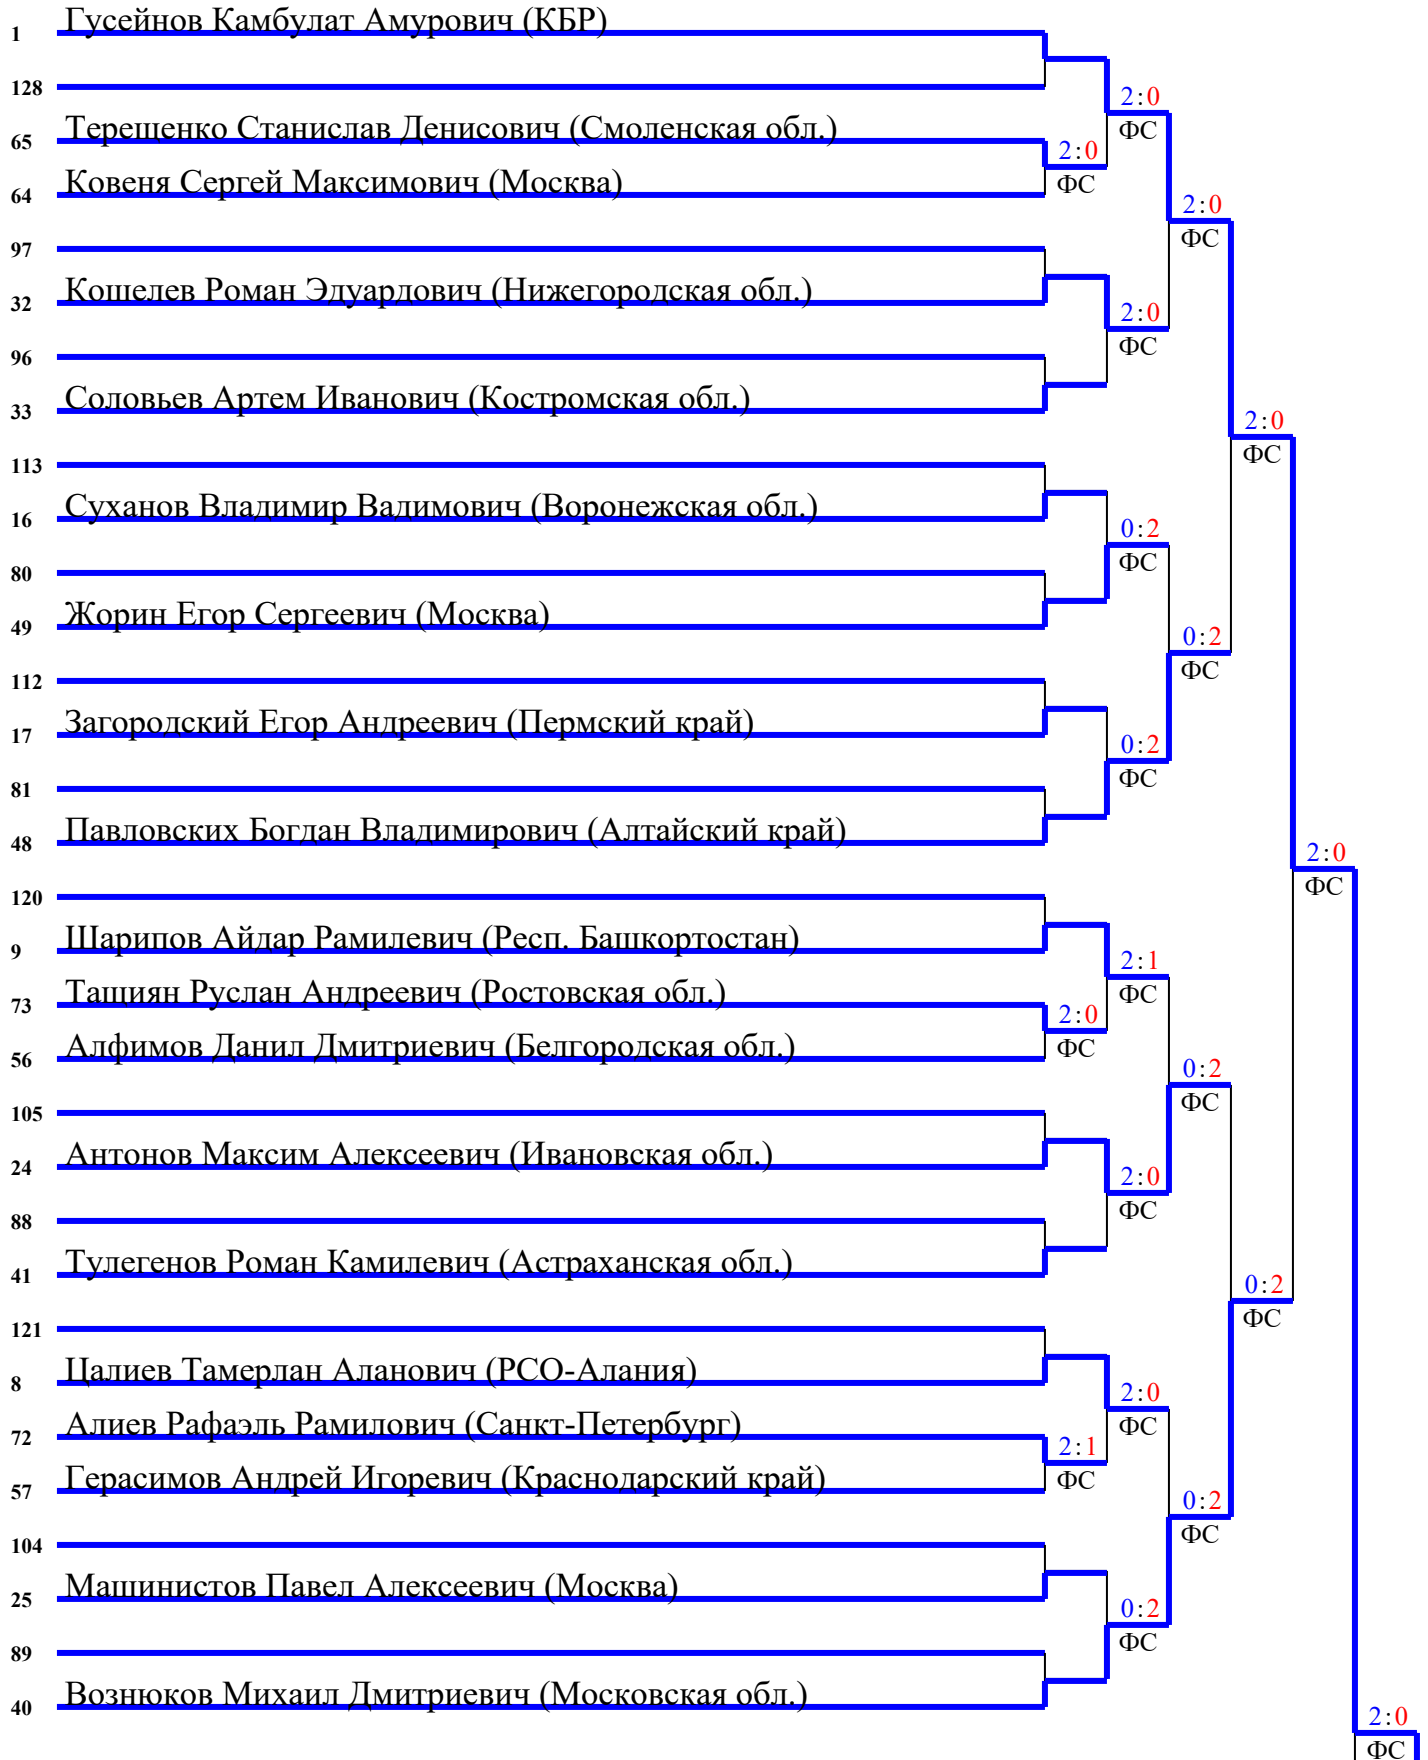 Гусейнов Камбулат Амурович (КБР)
1
128
2:0
Терещенко Станислав Денисович (Смоленская обл.)
ФС
65
2:0
Ковеня Сергей Максимович (Москва)
ФС
64
2:0
ФС
97
Кошелев Роман Эдуардович (Нижегородская обл.)
32
2:0
ФС
96
Соловьев Артем Иванович (Костромская обл.)
33
2:0
ФС
113
Суханов Владимир Вадимович (Воронежская обл.)
16
0:2
ФС
80
Жорин Егор Сергеевич (Москва)
49
0:2
ФС
112
Загородский Егор Андреевич (Пермский край)
17
0:2
ФС
81
Павловских Богдан Владимирович (Алтайский край)
48
2:0
ФС
120
Шарипов Айдар Рамилевич (Респ. Башкортостан)
9
2:1
ФС
Тащиян Руслан Андреевич (Ростовская обл.)
73
2:0
Алфимов Данил Дмитриевич (Белгородская обл.)
ФС
56
0:2
ФС
105
Антонов Максим Алексеевич (Ивановская обл.)
24
2:0
ФС
88
Тулегенов Роман Камилевич (Астраханская обл.)
41
0:2
ФС
121
Цалиев Тамерлан Аланович (РСО-Алания)
8
2:0
ФС
Алиев Рафаэль Рамилович (Санкт-Петербург)
72
2:1
Герасимов Андрей Игоревич (Краснодарский край)
ФС
57
0:2
ФС
104
Машинистов Павел Алексеевич (Москва)
25
0:2
ФС
89
Вознюков Михаил Дмитриевич (Московская обл.)
40
2:0
ФС